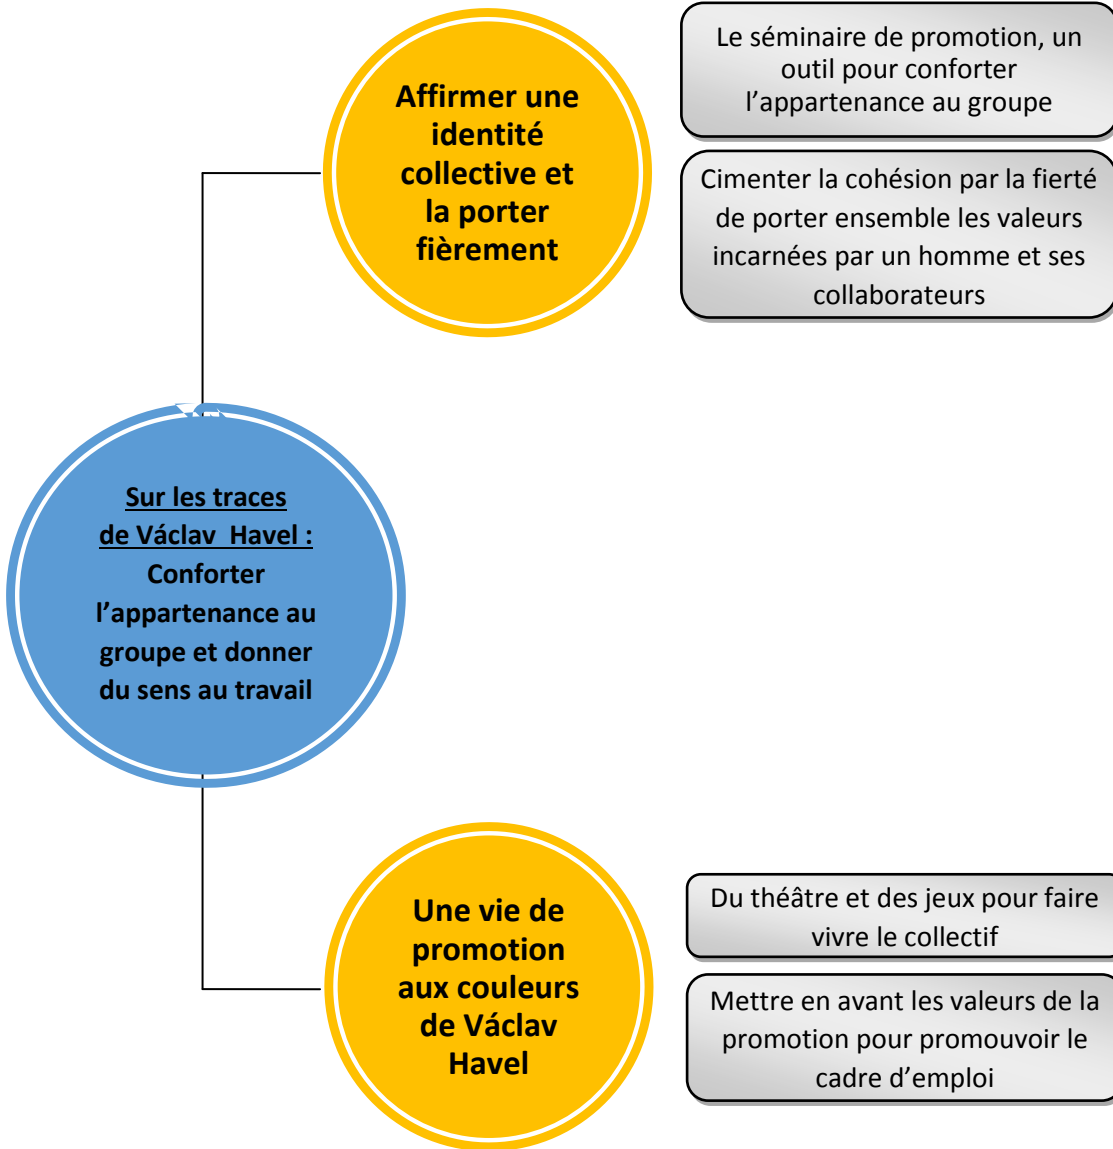 Affirmer une
identité
collective et
la porter
fièrement
Le séminaire de promotion, un
outil pour conforter
l’appartenance au groupe
Cimenter la cohésion par la fierté
de porter ensemble les valeurs
incarnées par un homme et ses
collaborateurs
Sur les traces
de Václav Havel :
Conforter
l’appartenance au
groupe et donner
du sens au travail
Une vie de
promotion
aux couleurs
de Václav
Havel
Du théâtre et des jeux pour faire
vivre le collectif
Mettre en avant les valeurs de la
promotion pour promouvoir le
cadre d’emploi